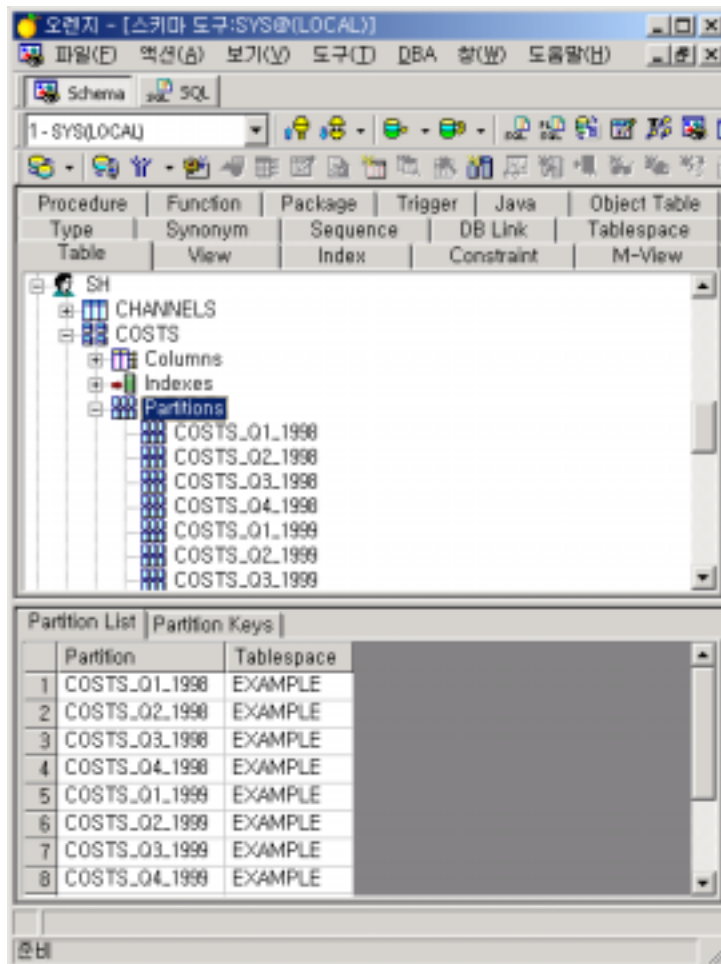 오렌지 - [스키마 도구:SYS@(LOCAL)]
파일(F) 액션(A) 보기(V) 도구(T) DBA 창(W) 도움말(H)
Schema SQL
1 - SYS(LOCAL)
Procedure Function Package Trigger Java Object Table
Type Synonym Sequence DB Link Tablespace
Table View Index Constraint M-View
SH
CHANNELS
COSTS
Columns
Indexes
Partitions
COSTS_Q1_1998
COSTS_Q2_1998
COSTS_Q3_1998
COSTS_Q4_1998
COSTS_Q1_1999
COSTS_Q2_1999
COSTS_Q3_1999
Partition List Partition Keys
Partition Tablespace
1 COSTS_Q1_1998 EXAMPLE
2 COSTS_Q2_1998 EXAMPLE
3 COSTS_Q3_1998 EXAMPLE
4 COSTS_Q4_1998 EXAMPLE
5 COSTS_Q1_1999 EXAMPLE
6 COSTS_Q2_1999 EXAMPLE
7 COSTS_Q3_1999 EXAMPLE
8 COSTS_Q4_1999 EXAMPLE
준비